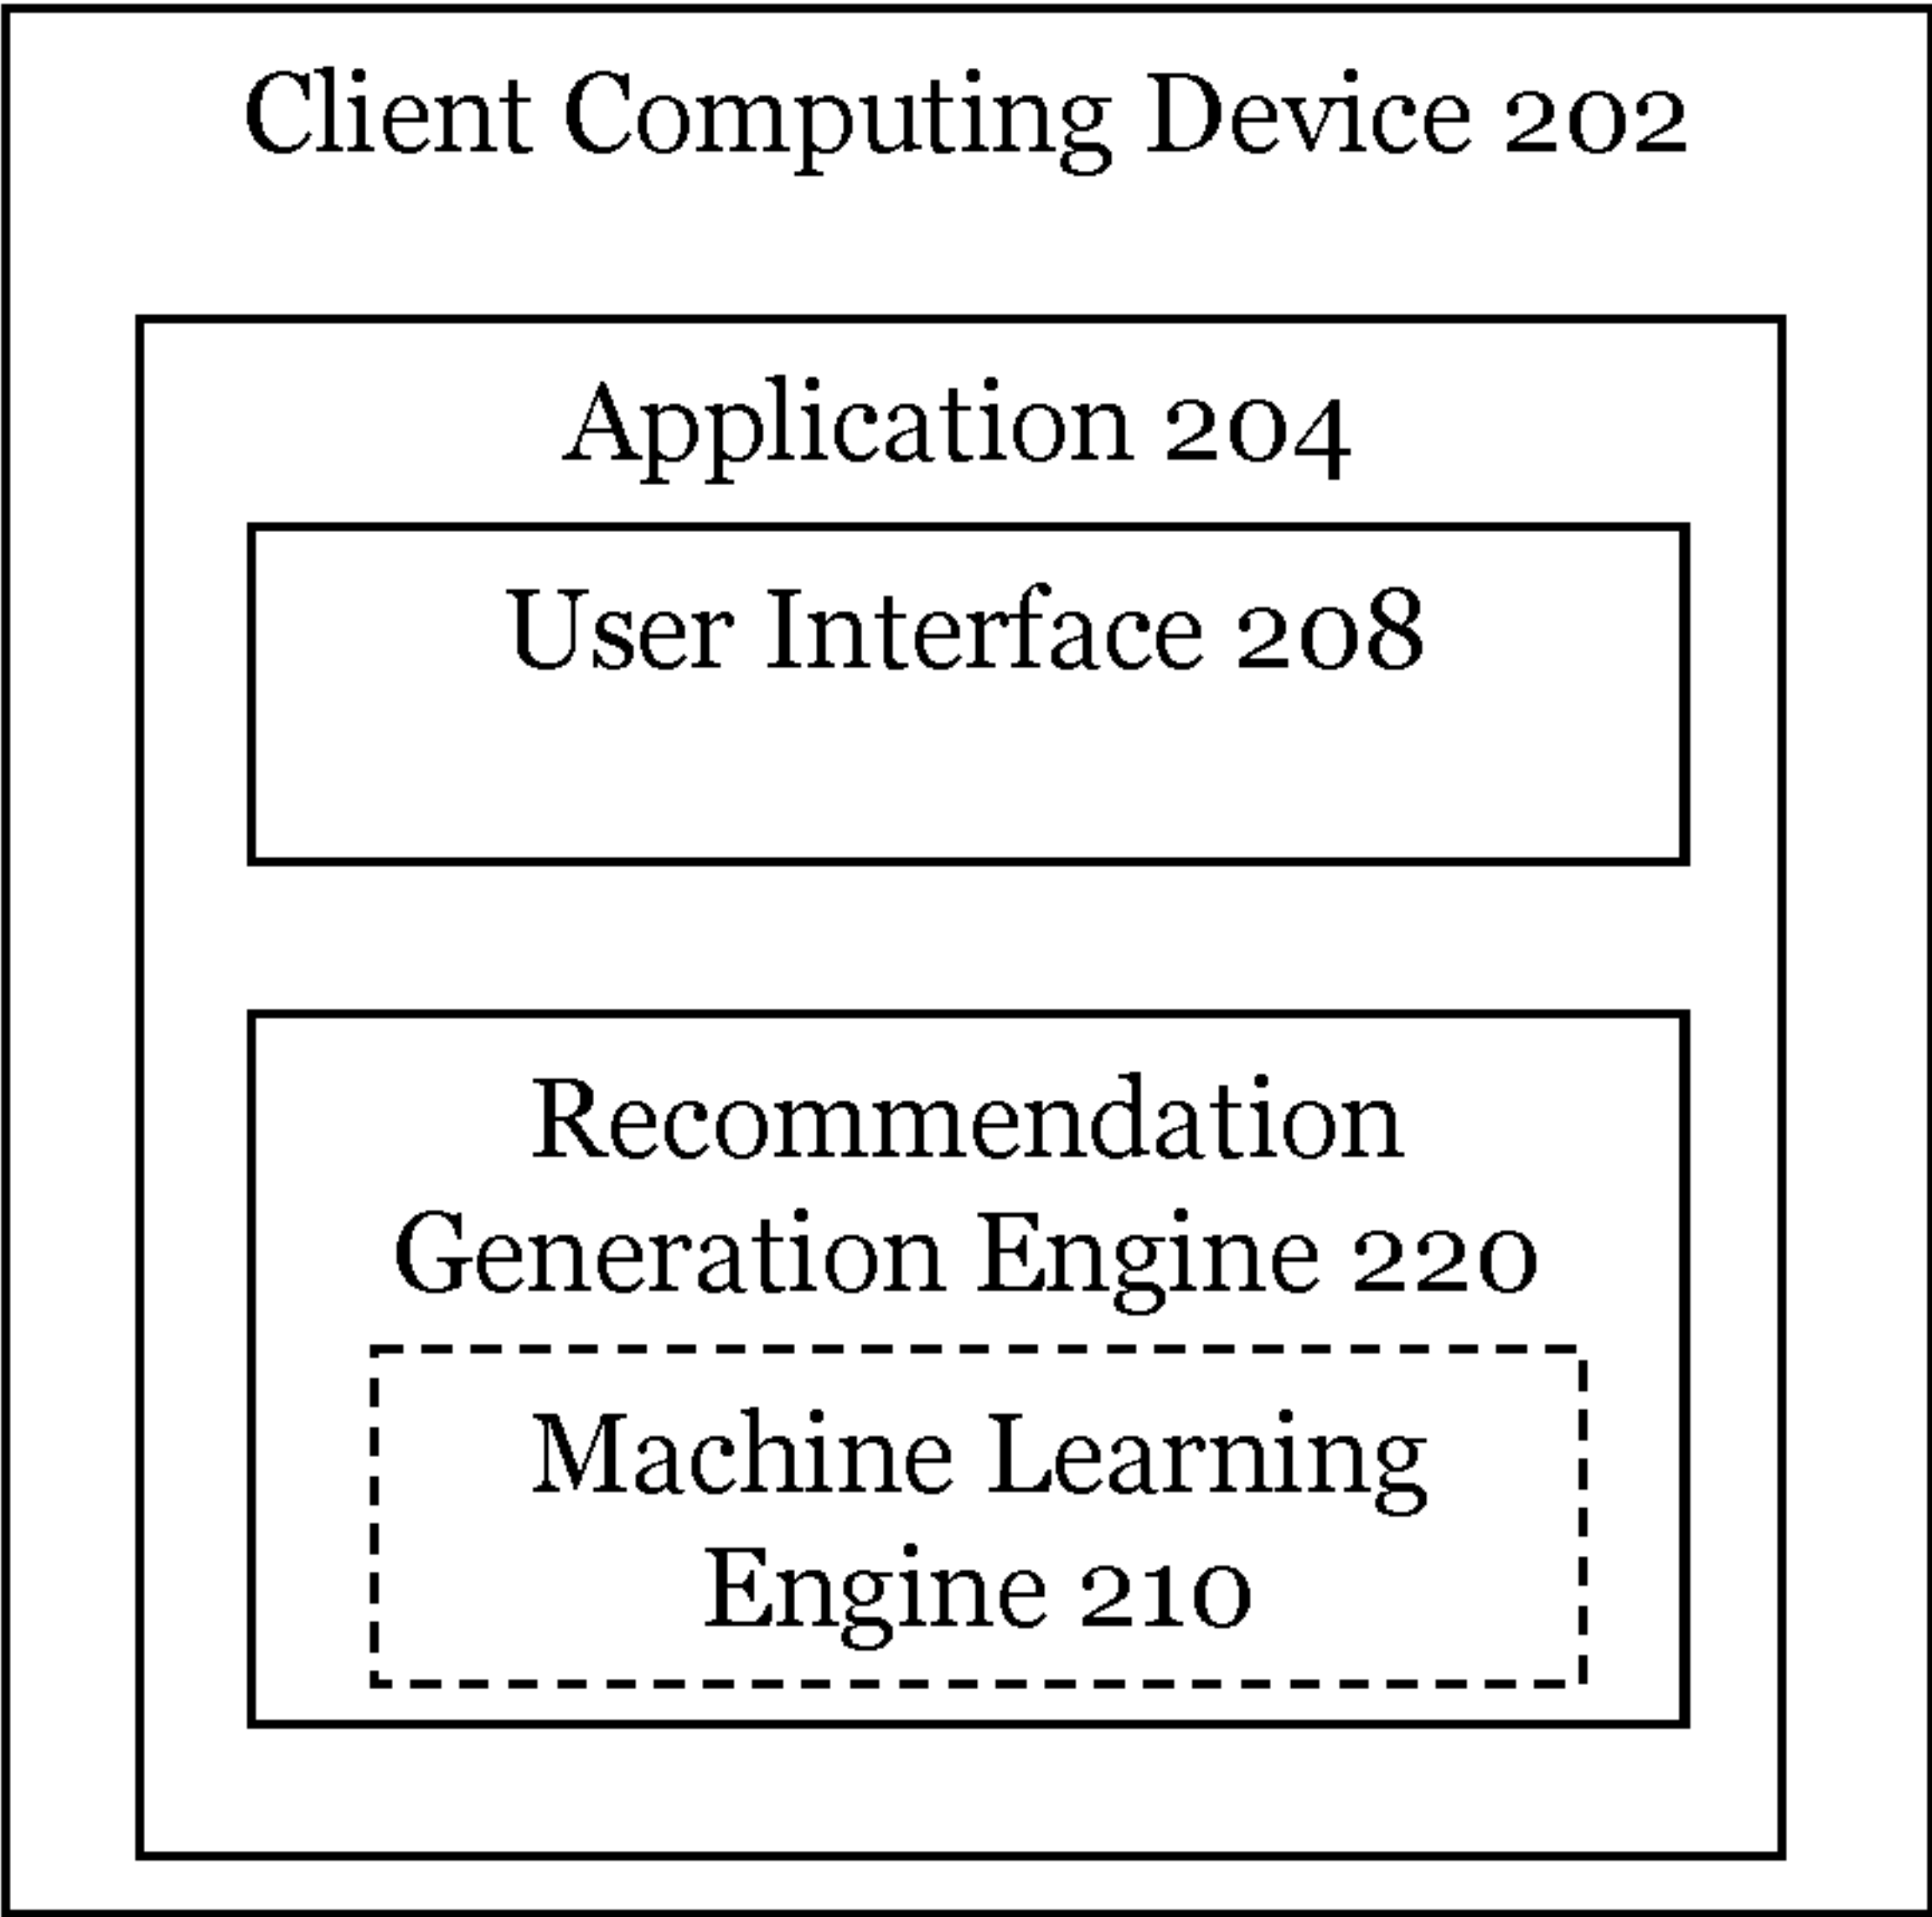 Client Computing Device 202
Application 204
User Interface 208
Recommendation
Generation Engine 220
Machine Learning
Engine 210